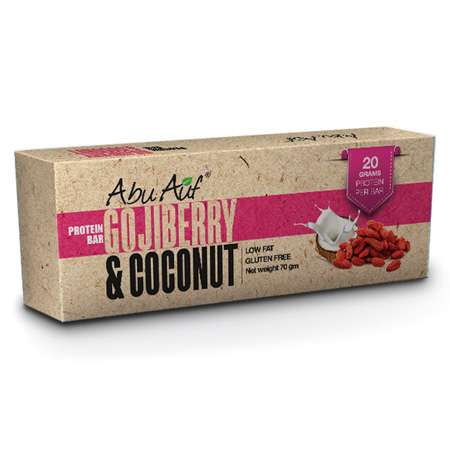 Abu Auf
20
GRAMS
PROTEIN
PER BAR
PROTEIN
BAR
GOJIBERRY
& COCONUT
LOW FAT
GLUTEN FREE
Net weight 70 gm